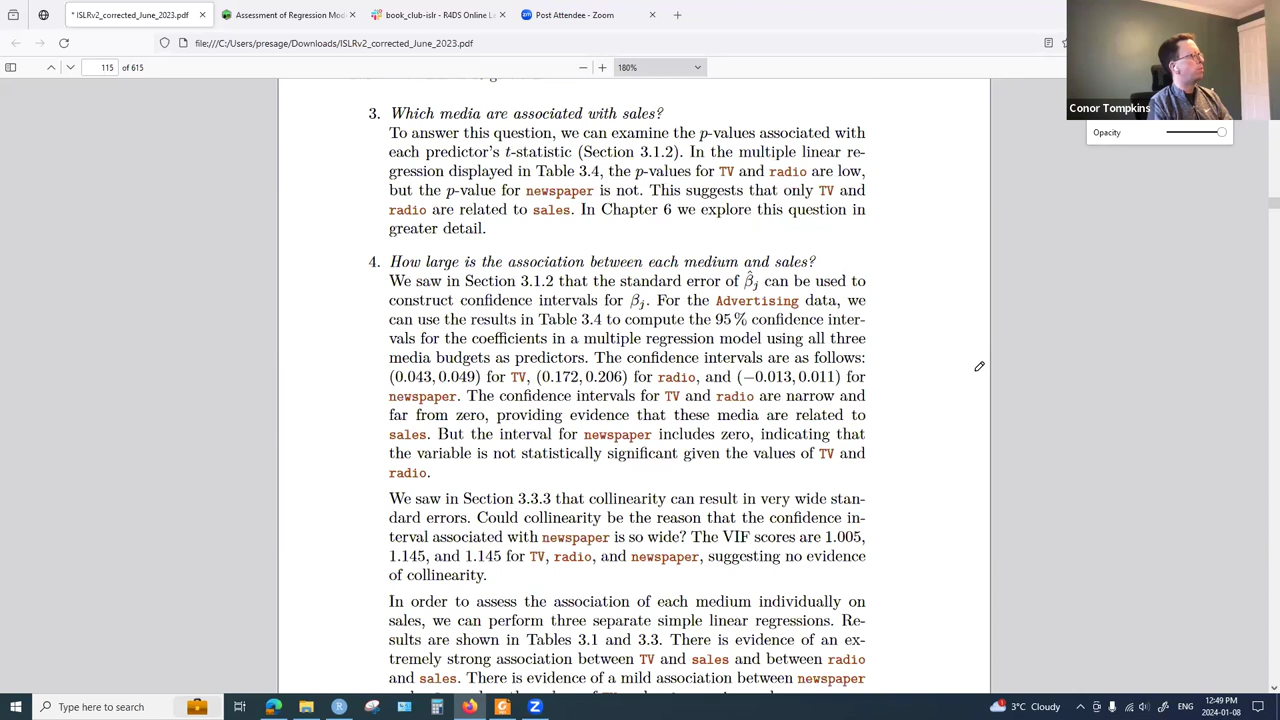 * ISLRv2_corrected_June_2023.pdf
Assessment of Regression Mod
book_club-islr - R4DS Online L
Post Attendee - Zoom
file:///C:/Users/presage/Downloads/ISLRv2_corrected_June_2023.pdf
115 of 615
180%
Conor Tompkins
Opacity
3. Which media are associated with sales?
To answer this question, we can examine the p-values associated with
each predictor's t-statistic (Section 3.1.2). In the multiple linear re-
gression displayed in Table 3.4, the p-values for TV and radio are low,
but the p-value for newspaper is not. This suggests that only TV and
radio are related to sales. In Chapter 6 we explore this question in
greater detail.
4. How large is the association between each medium and sales?
We saw in Section 3.1.2 that the standard error of β̂j can be used to
construct confidence intervals for βj. For the Advertising data, we
can use the results in Table 3.4 to compute the 95 % confidence inter-
vals for the coefficients in a multiple regression model using all three
media budgets as predictors. The confidence intervals are as follows:
(0.043, 0.049) for TV, (0.172, 0.206) for radio, and (−0.013, 0.011) for
newspaper. The confidence intervals for TV and radio are narrow and
far from zero, providing evidence that these media are related to
sales. But the interval for newspaper includes zero, indicating that
the variable is not statistically significant given the values of TV and
radio.
We saw in Section 3.3.3 that collinearity can result in very wide stan-
dard errors. Could collinearity be the reason that the confidence in-
terval associated with newspaper is so wide? The VIF scores are 1.005,
1.145, and 1.145 for TV, radio, and newspaper, suggesting no evidence
of collinearity.
In order to assess the association of each medium individually on
sales, we can perform three separate simple linear regressions. Re-
sults are shown in Tables 3.1 and 3.3. There is evidence of an ex-
tremely strong association between TV and sales and between radio
and sales. There is evidence of a mild association between newspaper
Type here to search
3°C Cloudy
ENG
12:49 PM
2024-01-08